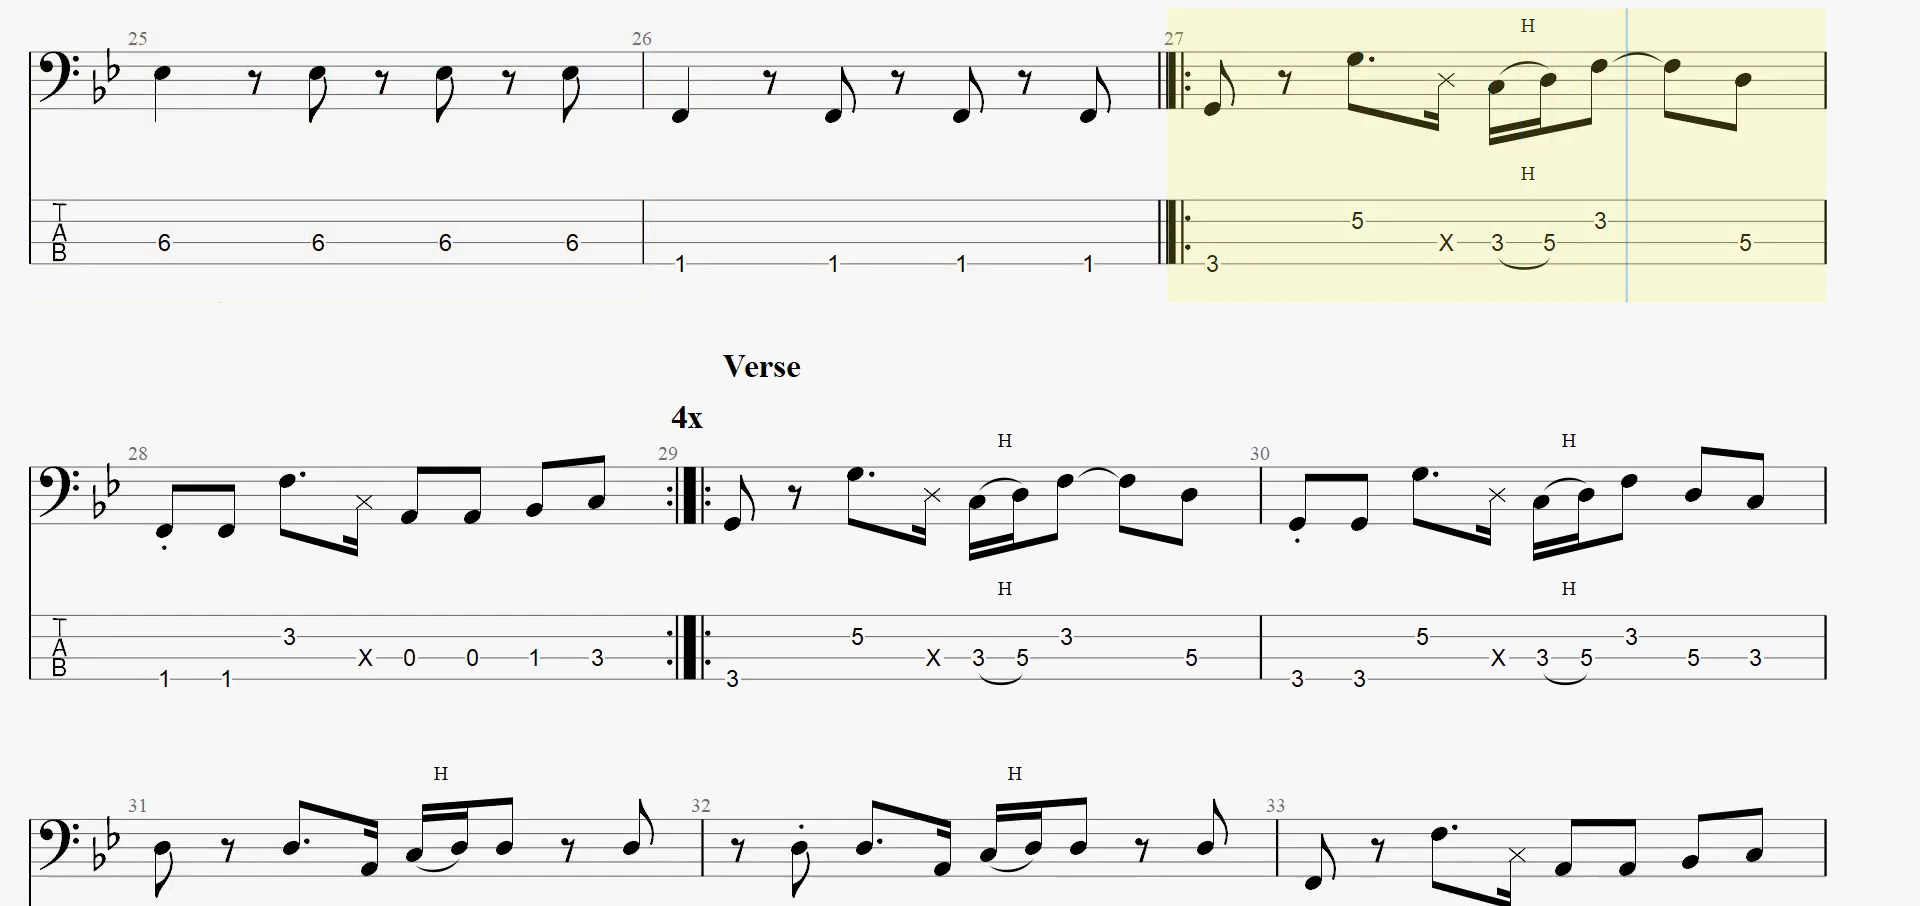 25 26 27 H
H
T
A
B
5 3
6 6 6 6 X 3 5 5
1 1 1 1 3
Verse
4x
28 29 H 30 H
H H
T
A
B
3 5 3 5 3
X 0 0 1 3 X 3 5 5 X 3 5 5 3
1 1 3 3 3
31 H 32 H 33